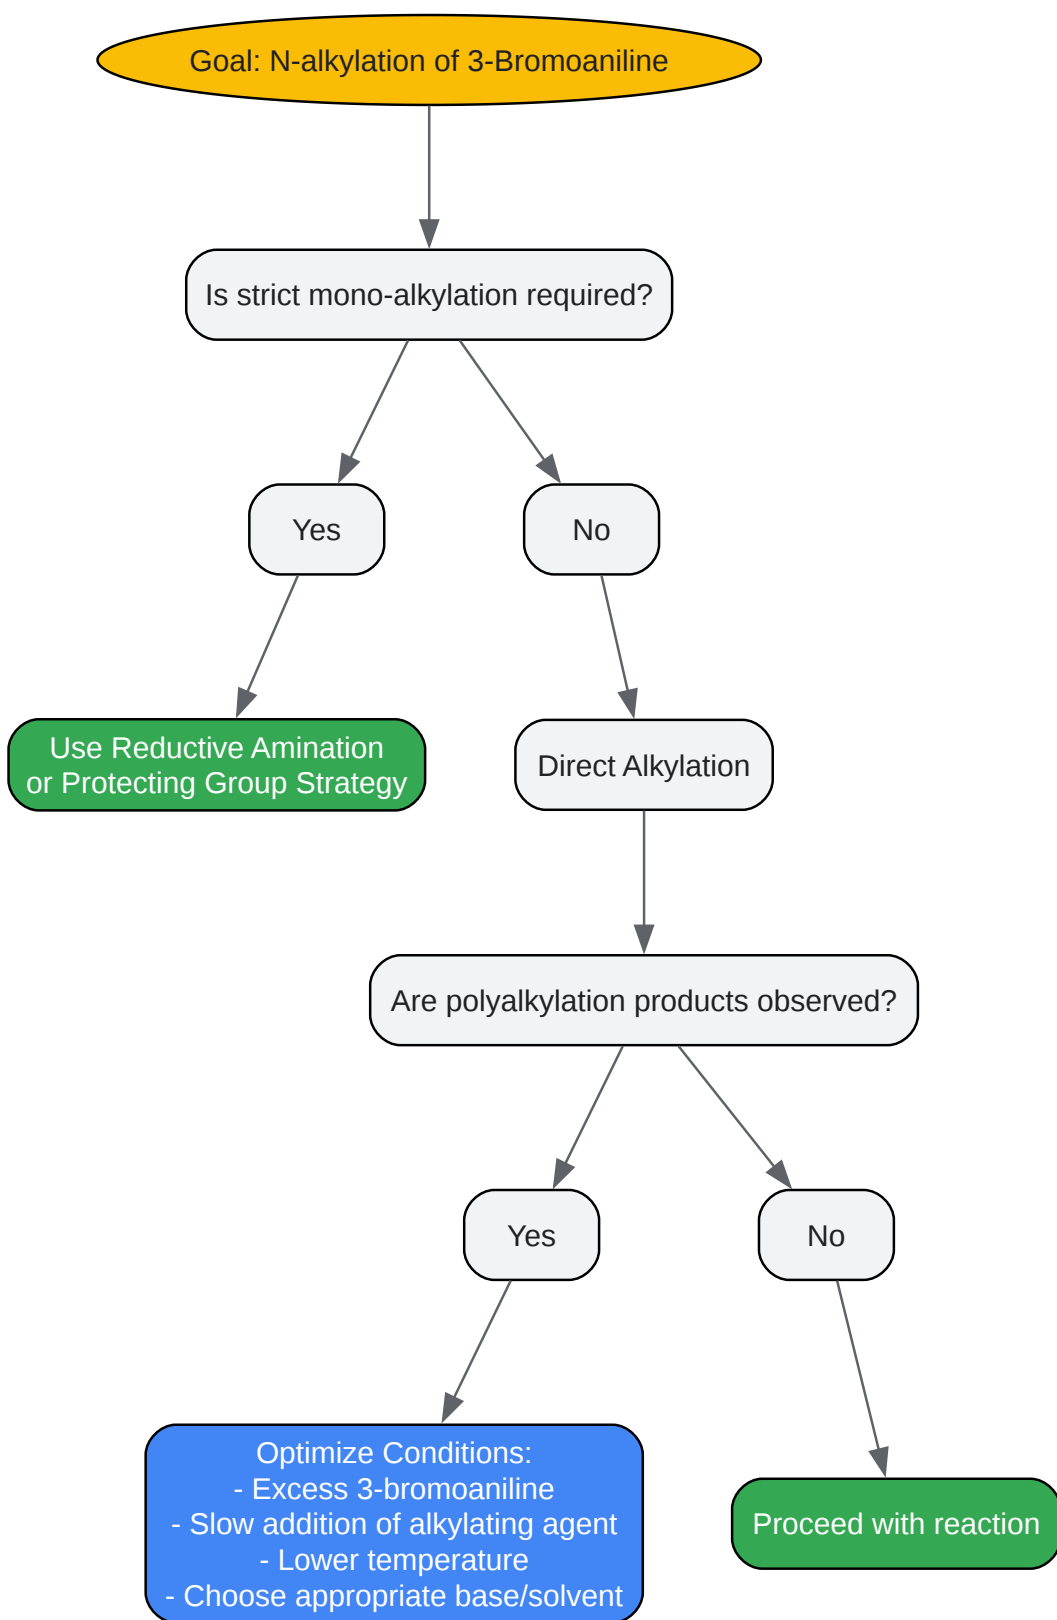 Goal: N-alkylation of 3-Bromoaniline
Is strict mono-alkylation required?
Yes
No
Use Reductive Amination
or Protecting Group Strategy
Direct Alkylation
Are polyalkylation products observed?
Yes
No
Optimize Conditions:
- Excess 3-bromoaniline
- Slow addition of alkylating agent
- Lower temperature
- Choose appropriate base/solvent
Proceed with reaction